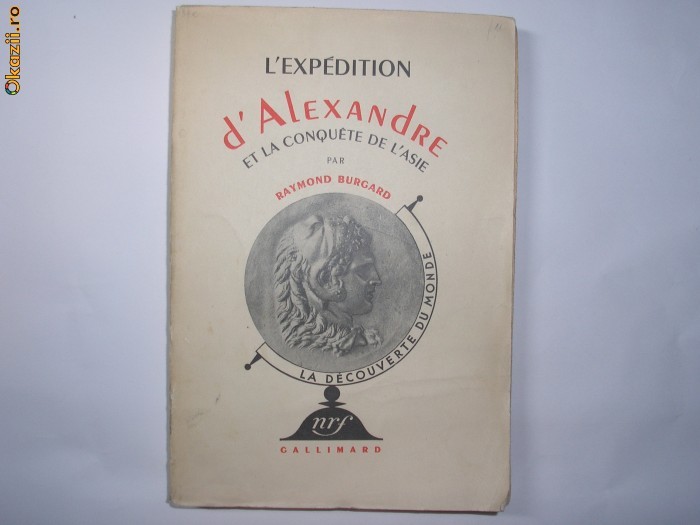 Okazii.ro
L'EXPÉDITION
d'ALEXANDRE
ET LA CONQUÊTE DE L'ASIE
PAR
RAYMOND BURGARD
LA DÉCOUVERTE DU MONDE
nrf
GALLIMARD